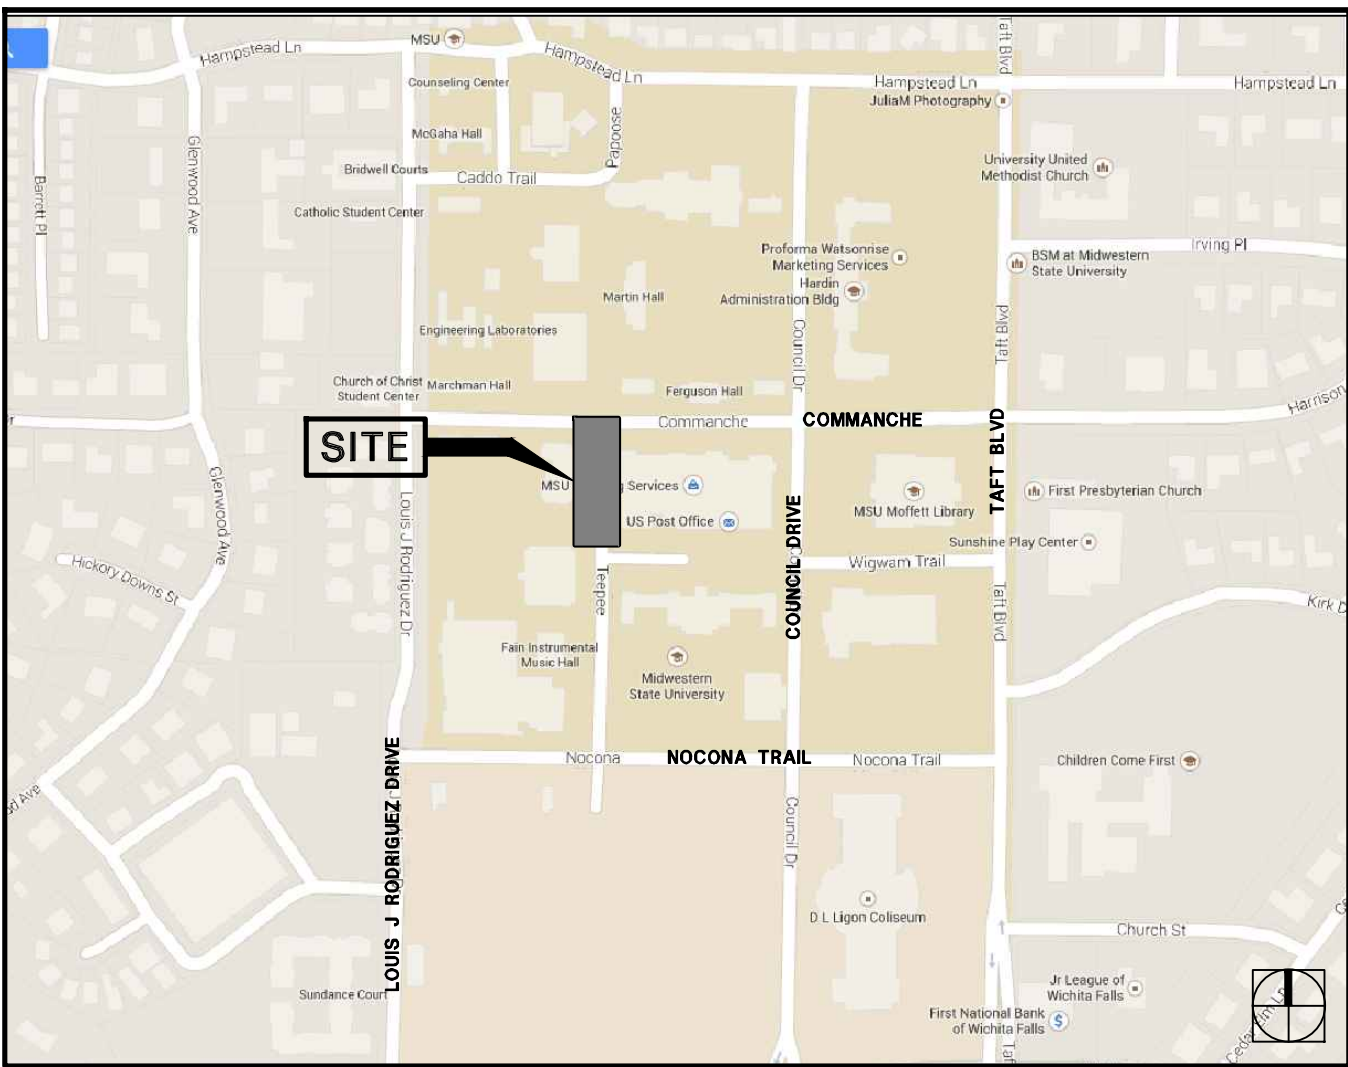 MSU
Hampstead Ln
Hampstead Ln
Taft Blvd
Hampstead Ln
Hampstead Ln
Counseling Center
JuliaM Photography
McGaha Hall
Papoose
Glenwood Ave
Bridwell Courts
Caddo Trail
University United
Methodist Church
Barrett Pl
Catholic Student Center
Proforma Watsonrise
Marketing Services
Irving Pl
BSM at Midwestern
State University
Hardin
Administration Bldg
Martin Hall
Engineering Laboratories
Council Dr
Taft Blvd
Church of Christ
Student Center
Marchman Hall
Ferguson Hall
Harrison
Commanche
COMMANCHE
SITE
TAFT BLVD
Glenwood Ave
Louis J Rodriguez Dr
MSU
g Services
US Post Office
MSU Moffett Library
First Presbyterian Church
COUNCIL DRIVE
Sunshine Play Center
Wigwam Trail
Hickory Downs St
Teepee
Taft Blvd
Kirk D
Fain Instrumental
Music Hall
Midwestern
State University
Nocona
NOCONA TRAIL
Nocona Trail
Children Come First
LOUIS J RODRIGUEZ DRIVE
od Ave
Council Dr
D L Ligon Coliseum
Church St
Sundance Court
Jr League of
Wichita Falls
First National Bank
of Wichita Falls
Cedar Elm Ln
Taf